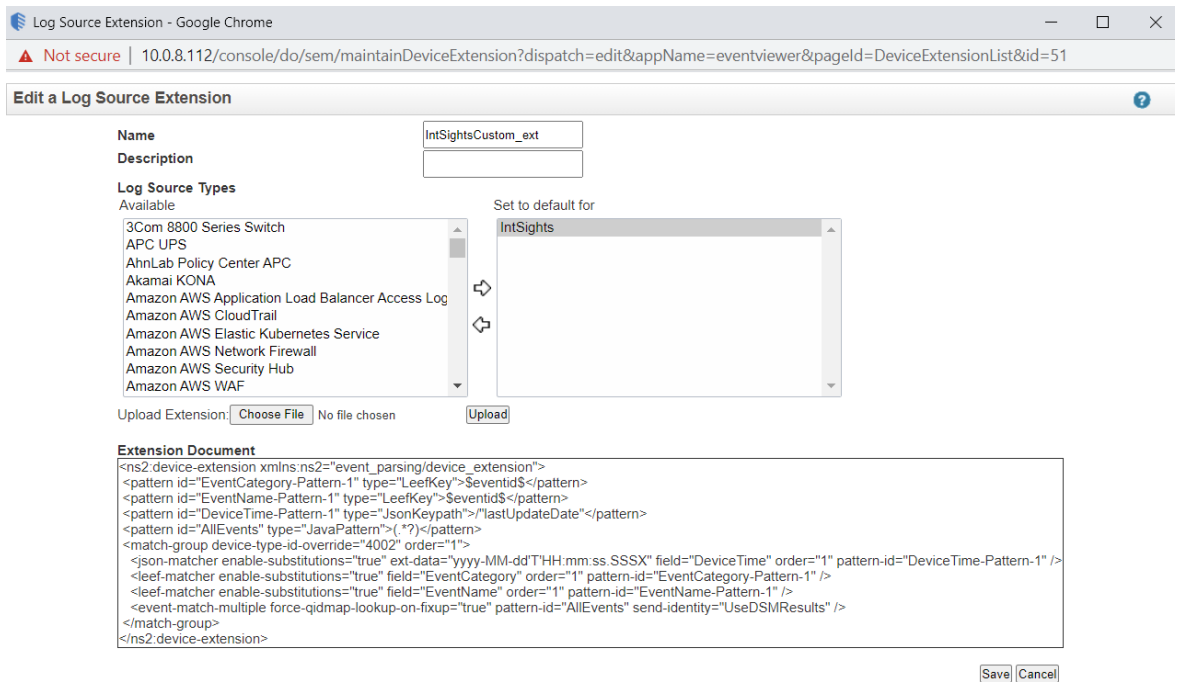 Log Source Extension - Google Chrome
Not secure | 10.0.8.112/console/do/sem/maintainDeviceExtension?dispatch=edit&appName=eventviewer&pageId=DeviceExtensionList&id=51
Edit a Log Source Extension
?
Name IntSightsCustom_ext
Description
Log Source Types
Available Set to default for
3Com 8800 Series Switch IntSights
APC UPS
AhnLab Policy Center APC
Akamai KONA
Amazon AWS Application Load Balancer Access Log
Amazon AWS CloudTrail
Amazon AWS Elastic Kubernetes Service
Amazon AWS Network Firewall
Amazon AWS Security Hub
Amazon AWS WAF
Upload Extension: Choose File No file chosen Upload
Extension Document
<ns2:device-extension xmlns:ns2="event_parsing/device_extension">
<pattern id="EventCategory-Pattern-1" type="LeefKey">$eventid$</pattern>
<pattern id="EventName-Pattern-1" type="LeefKey">$eventid$</pattern>
<pattern id="DeviceTime-Pattern-1" type="JsonKeypath">/"lastUpdateDate"</pattern>
<pattern id="AllEvents" type="JavaPattern">(.*?)</pattern>
<match-group device-type-id-override="4002" order="1">
<json-matcher enable-substitutions="true" ext-data="yyyy-MM-dd'T'HH:mm:ss.SSSX" field="DeviceTime" order="1" pattern-id="DeviceTime-Pattern-1" />
<leef-matcher enable-substitutions="true" field="EventCategory" order="1" pattern-id="EventCategory-Pattern-1" />
<leef-matcher enable-substitutions="true" field="EventName" order="1" pattern-id="EventName-Pattern-1" />
<event-match-multiple force-qidmap-lookup-on-fixup="true" pattern-id="AllEvents" send-identity="UseDSMResults" />
</match-group>
</ns2:device-extension>
Save Cancel